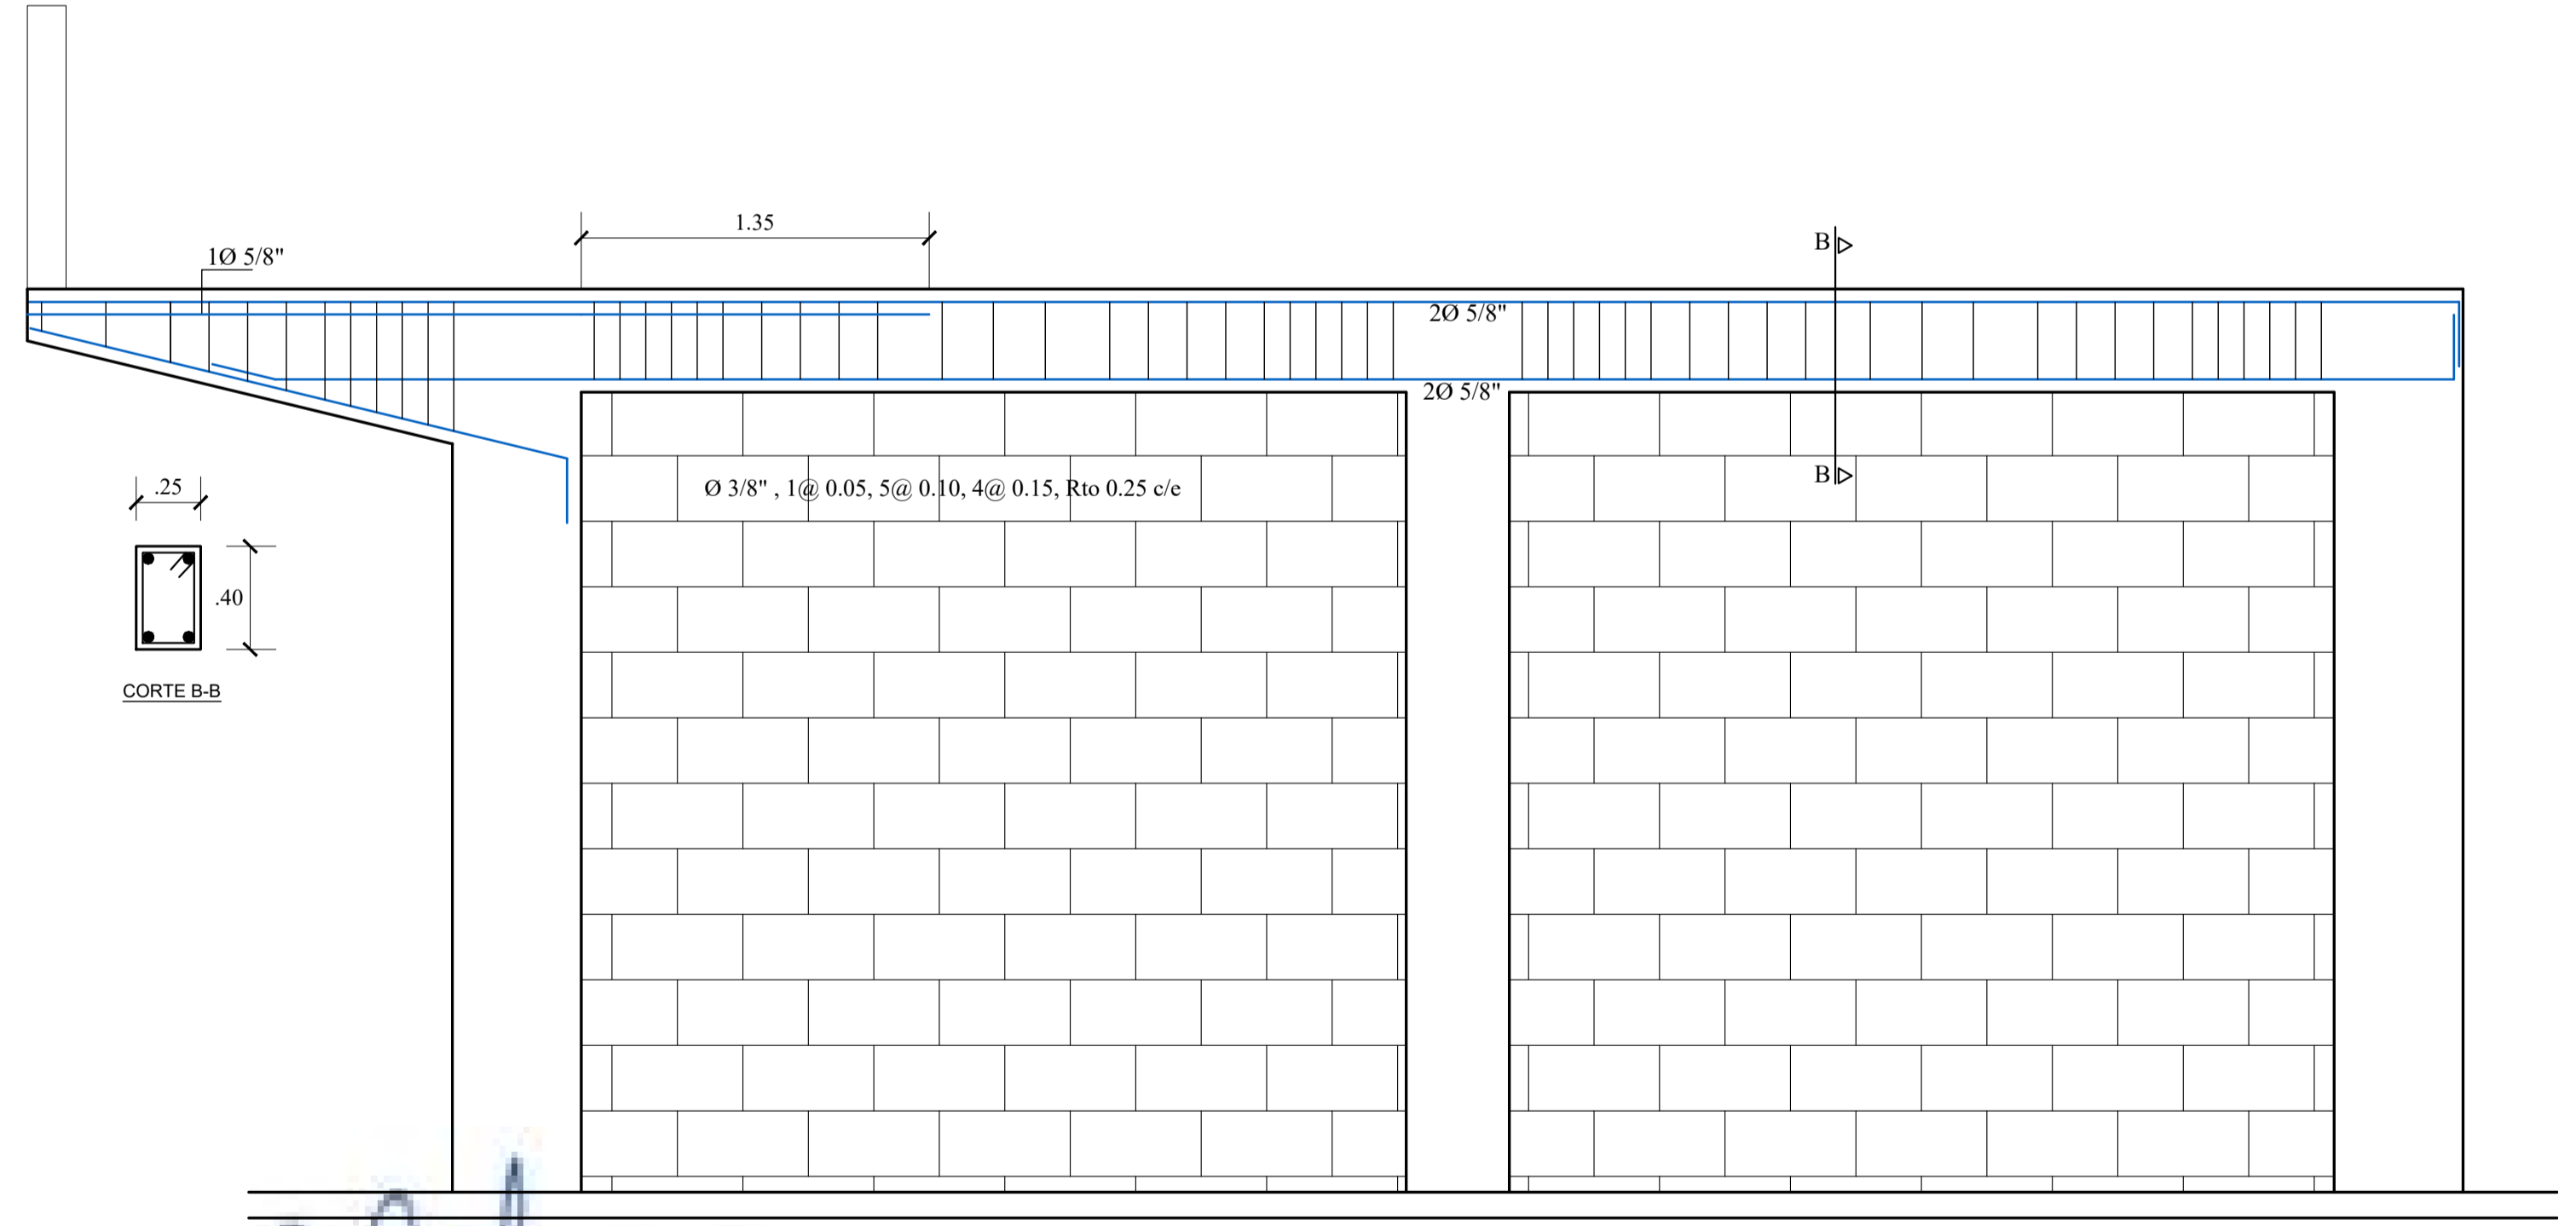 1.35
1Ø 5/8"
B
2Ø 5/8"
2Ø 5/8"
B
Ø 3/8" , 1@ 0.05, 5@ 0.10, 4@ 0.15, Rto 0.25 c/e
.25
.40
CORTE B-B